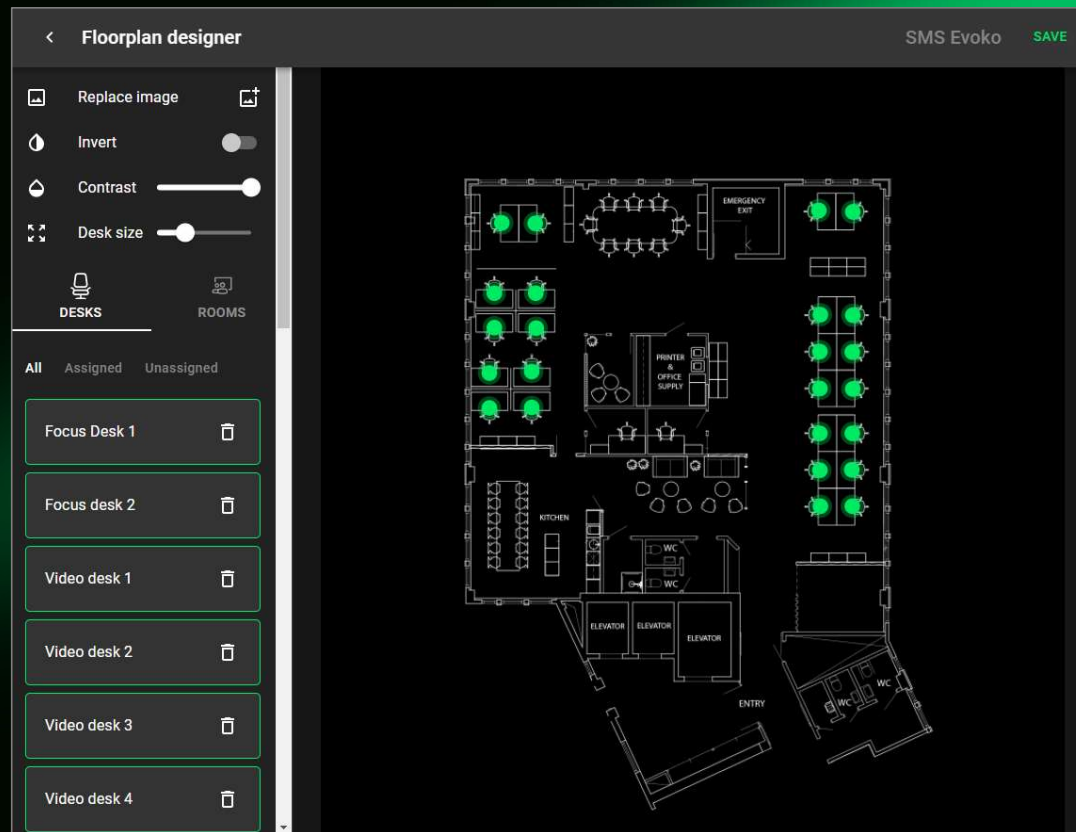 Floorplan designer
SMS Evoko
SAVE
Replace image
Invert
Contrast
Desk size
DESKS
ROOMS
All
Assigned
Unassigned
Focus Desk 1
Focus desk 2
Video desk 1
Video desk 2
Video desk 3
Video desk 4
EMERGENCY
EXIT
PRINTER
&
OFFICE
SUPPLY
KITCHEN
WC
WC
ELEVATOR
ELEVATOR
ELEVATOR
WC
WC
ENTRY